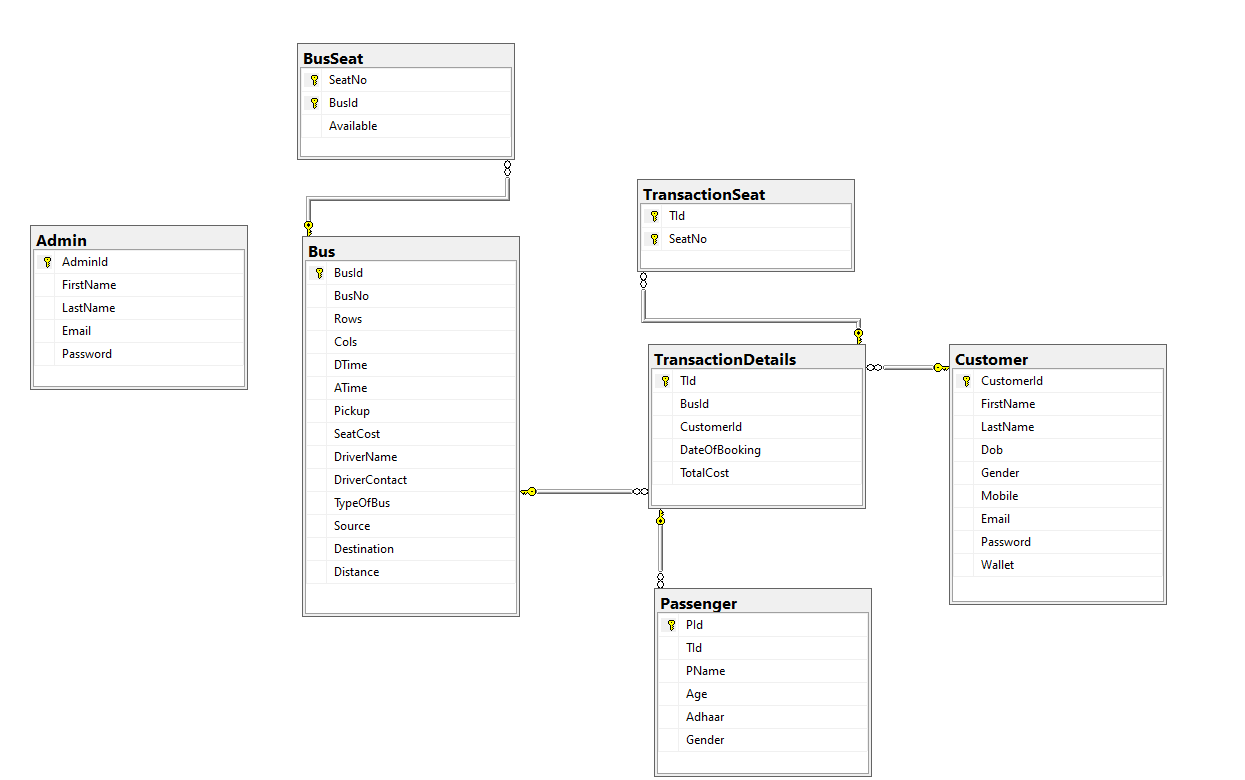 BusSeat
SeatNo
BusId
Available
TransactionSeat
TId
SeatNo
Admin
AdminId
FirstName
LastName
Email
Password
Bus
BusId
BusNo
Rows
Cols
DTime
ATime
Pickup
SeatCost
DriverName
DriverContact
TypeOfBus
Source
Destination
Distance
TransactionDetails
TId
BusId
CustomerId
DateOfBooking
TotalCost
Customer
CustomerId
FirstName
LastName
Dob
Gender
Mobile
Email
Password
Wallet
Passenger
PId
TId
PName
Age
Adhaar
Gender